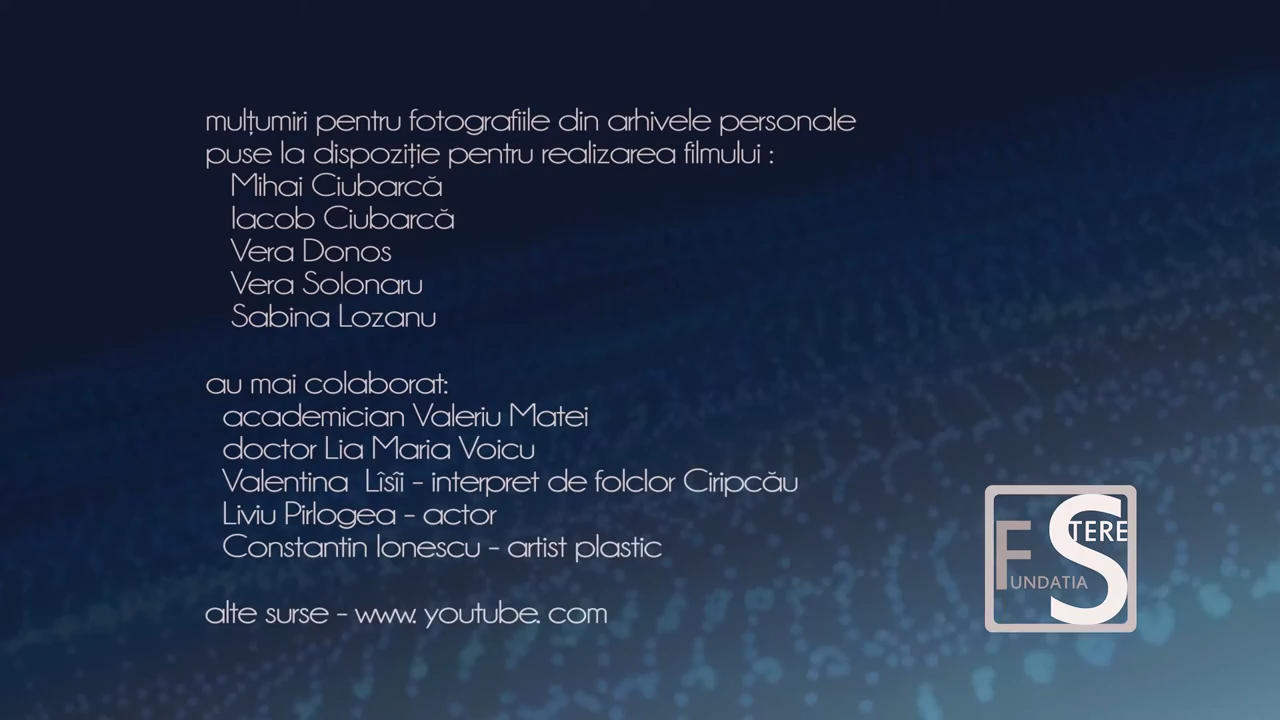 mulțumiri pentru fotografiile din arhivele personale
puse la dispoziție pentru realizarea filmului :
Mihai Ciubarcă
Iacob Ciubarcă
Vera Donos
Vera Solonaru
Sabina Lozanu
au mai colaborat:
academician Valeriu Matei
doctor Lia Maria Voicu
Valentina Lîsîi - interpret de folclor Ciripcău
Liviu Pirlogea - actor
Constantin Ionescu - artist plastic
alte surse - www. youtube. com
STERE
FUNDATIA